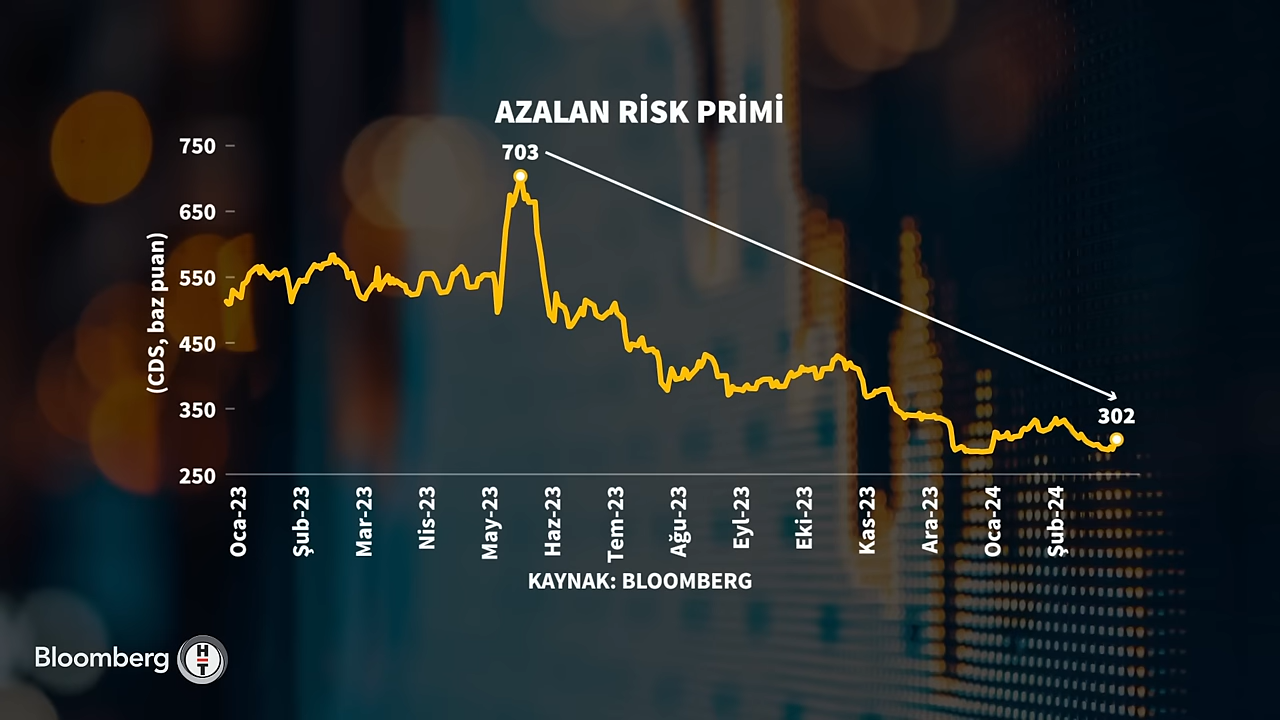 AZALAN RİSK PRİMİ
703
302
(CDS, baz puan)
750
650
550
450
350
250
Oca-23
Şub-23
Mar-23
Nis-23
May-23
Haz-23
Tem-23
Ağu-23
Eyl-23
Eki-23
Kas-23
Ara-23
Oca-24
Şub-24
KAYNAK: BLOOMBERG
Bloomberg HT